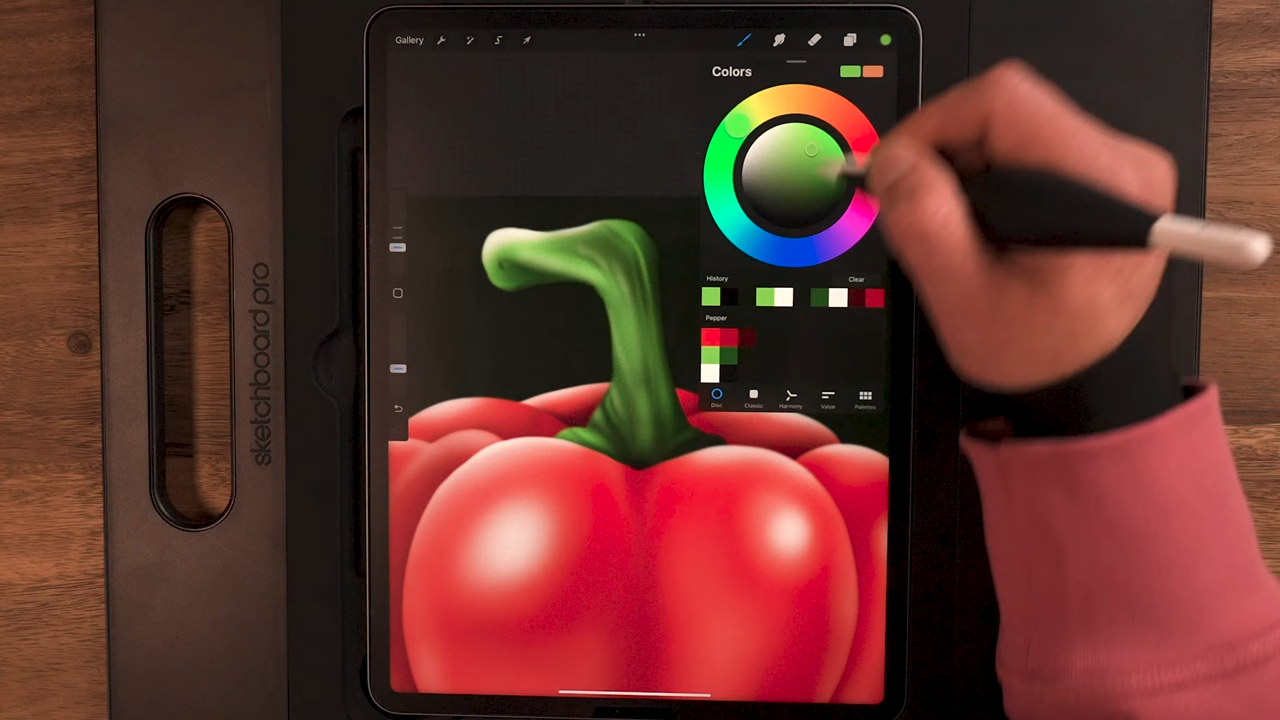 Gallery
Colors
History Clear
Pepper
Disc Classic Harmony Value Palettes
sketchboard pro